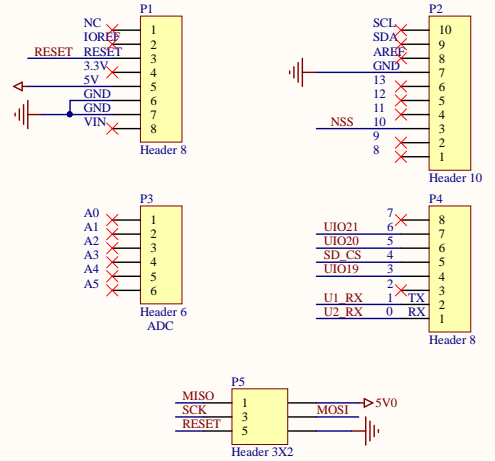 P1
NC 1
IOREF 2
RESET RESET 3
3.3V 4
5V 5
GND 6
GND 7
VIN 8
Header 8
P2
SCL 10
SDA 9
AREF 8
GND 7
13 6
12 5
11 4
NSS 10 3
9 2
8 1
Header 10
P3
A0 1
A1 2
A2 3
A3 4
A4 5
A5 6
Header 6
ADC
P4
7 8
UIO21 6 7
UIO20 5 6
SD_CS 4 5
UIO19 3 4
2 3
U1_RX 1 TX 2
U2_RX 0 RX 1
Header 8
P5
MISO 1 5V0
SCK 3 MOSI
RESET 5
Header 3X2